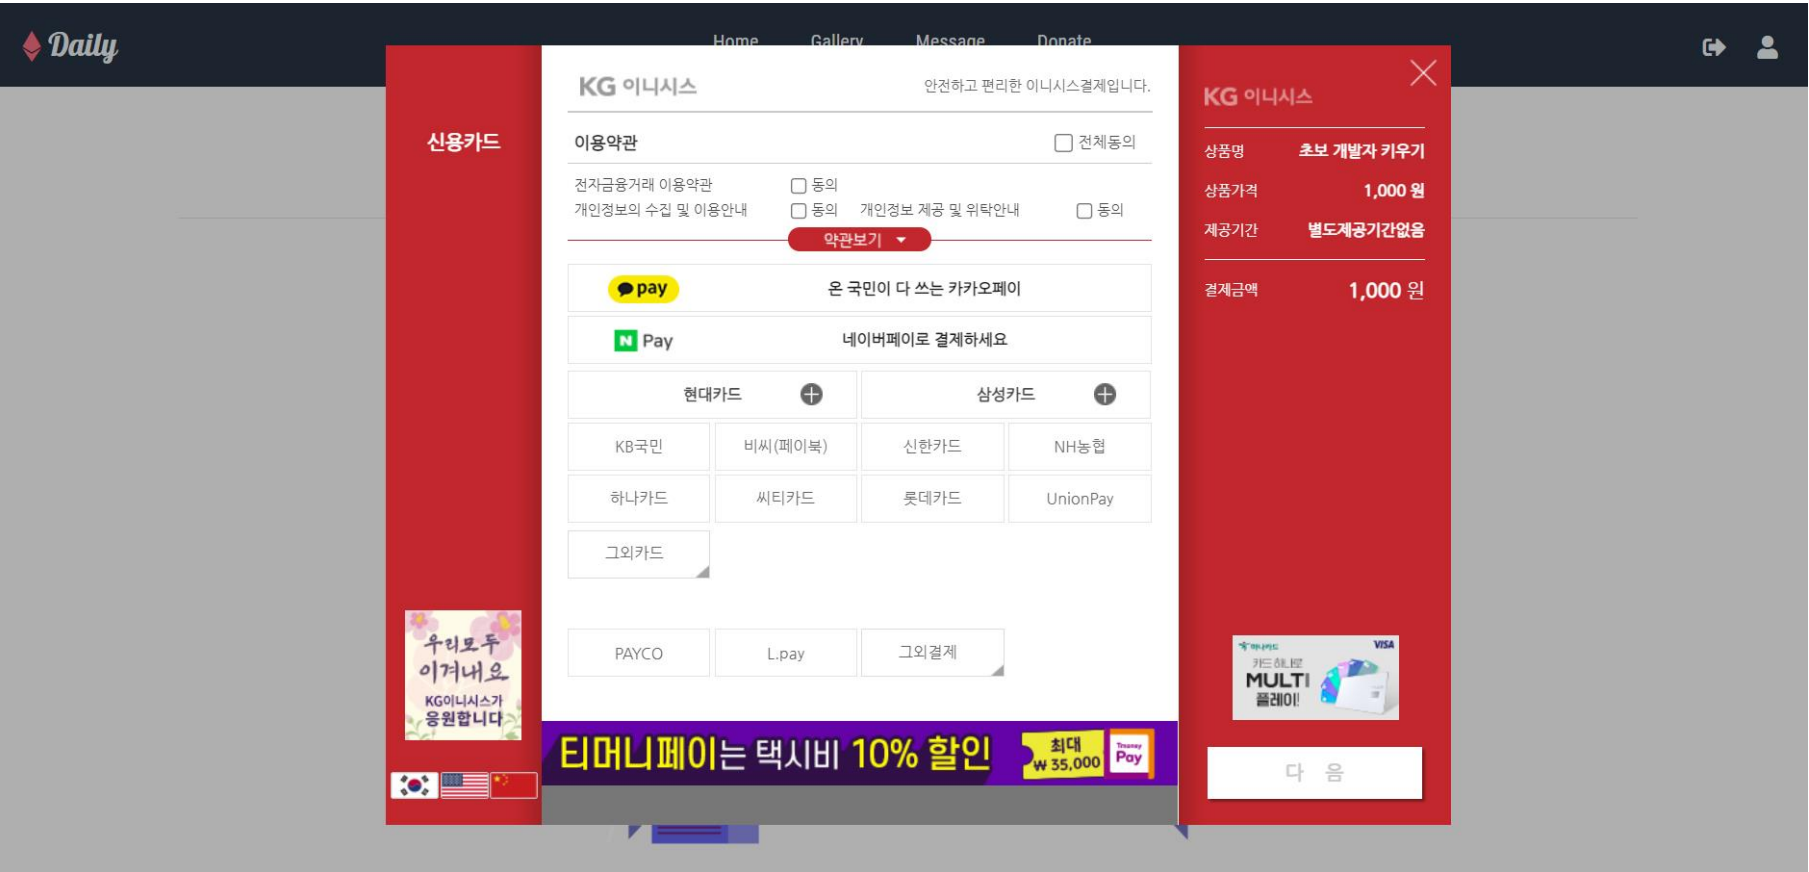 Daily
Home Gallery Message Donate
신용카드
KG 이니시스 안전하고 편리한 이니시스결제입니다.
이용약관 전체동의
전자금융거래 이용약관 동의
개인정보의 수집 및 이용안내 동의 개인정보 제공 및 위탁안내 동의
약관보기
pay 온 국민이 다 쓰는 카카오페이
N Pay 네이버페이로 결제하세요
현대카드 삼성카드
KB국민 비씨(페이북) 신한카드 NH농협
하나카드 씨티카드 롯데카드 UnionPay
그외카드
PAYCO L.pay 그외결제
티머니페이는 택시비 10% 할인 최대
₩ 35,000
Pay
우리모두
이겨내요
KG이니시스가
응원합니다
KG 이니시스
상품명 초보 개발자 키우기
상품가격 1,000 원
제공기간 별도제공기간없음
결제금액 1,000 원
하나카드 VISA
카드 하나로
MULTI
플레이!
다 음